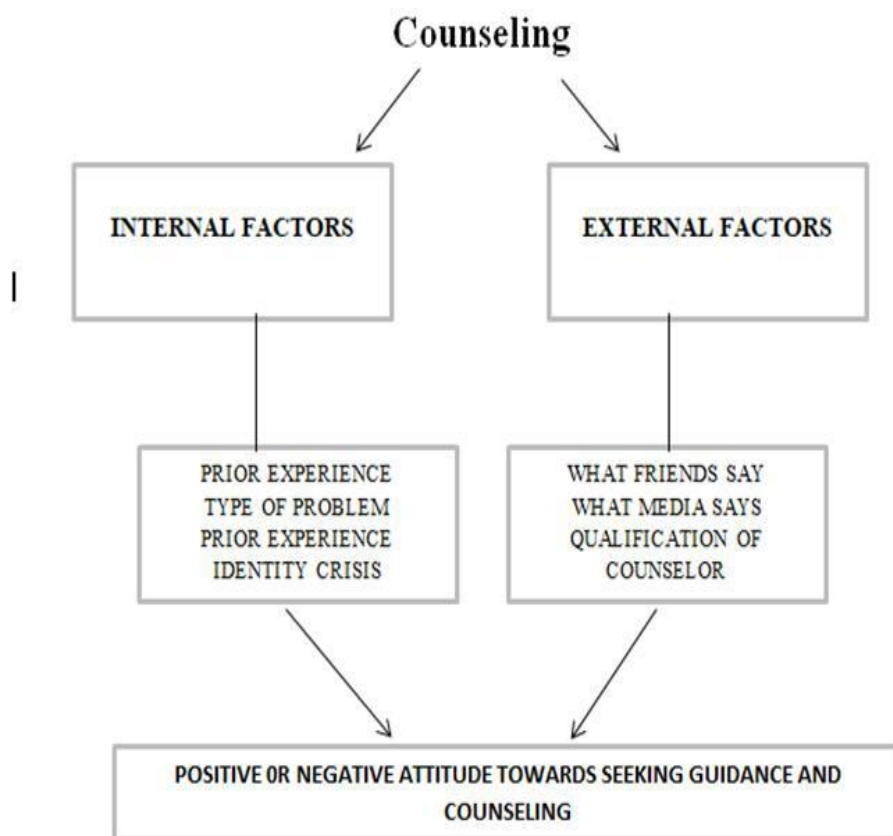 Counseling
INTERNAL FACTORS
EXTERNAL FACTORS
PRIOR EXPERIENCE
TYPE OF PROBLEM
PRIOR EXPERIENCE
IDENTITY CRISIS
WHAT FRIENDS SAY
WHAT MEDIA SAYS
QUALIFICATION OF
COUNSELOR
POSITIVE 0R NEGATIVE ATTITUDE TOWARDS SEEKING GUIDANCE AND
COUNSELING